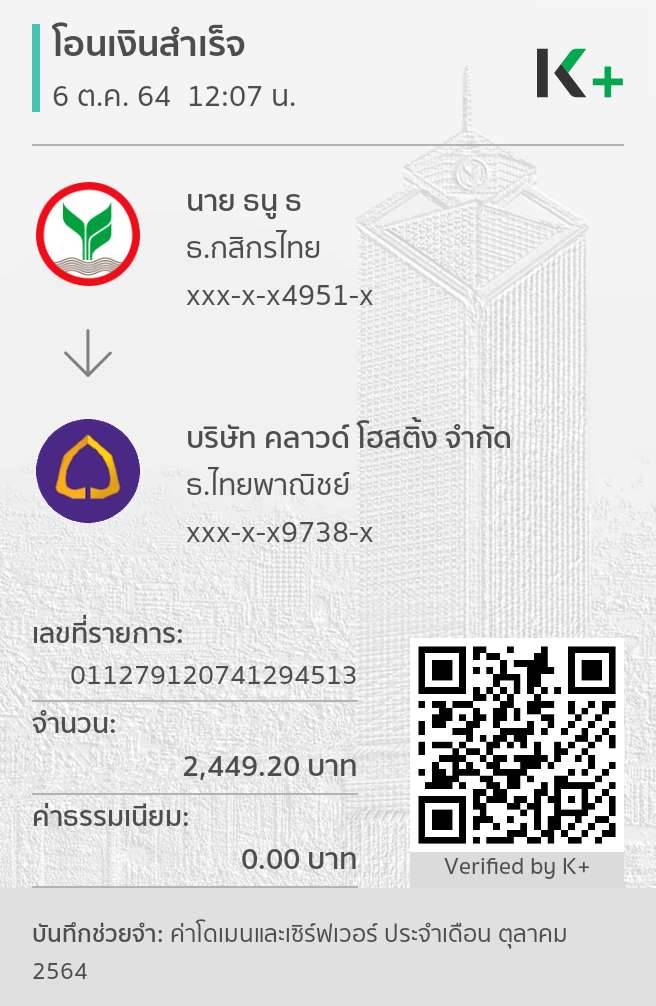 โอนเงินสำเร็จ
6 ต.ค. 64 12:07 น.
K+
นาย ธนู ธ
ธ.กสิกรไทย
xxx-x-x4951-x
บริษัท คลาวด์ โฮสติ้ง จำกัด
ธ.ไทยพาณิชย์
xxx-x-x9738-x
เลขที่รายการ:
011279120741294513
จำนวน:
2,449.20 บาท
ค่าธรรมเนียม:
0.00 บาท
Verified by K+
บันทึกช่วยจำ: ค่าโดเมนและเซิร์ฟเวอร์ ประจำเดือน ตุลาคม
2564